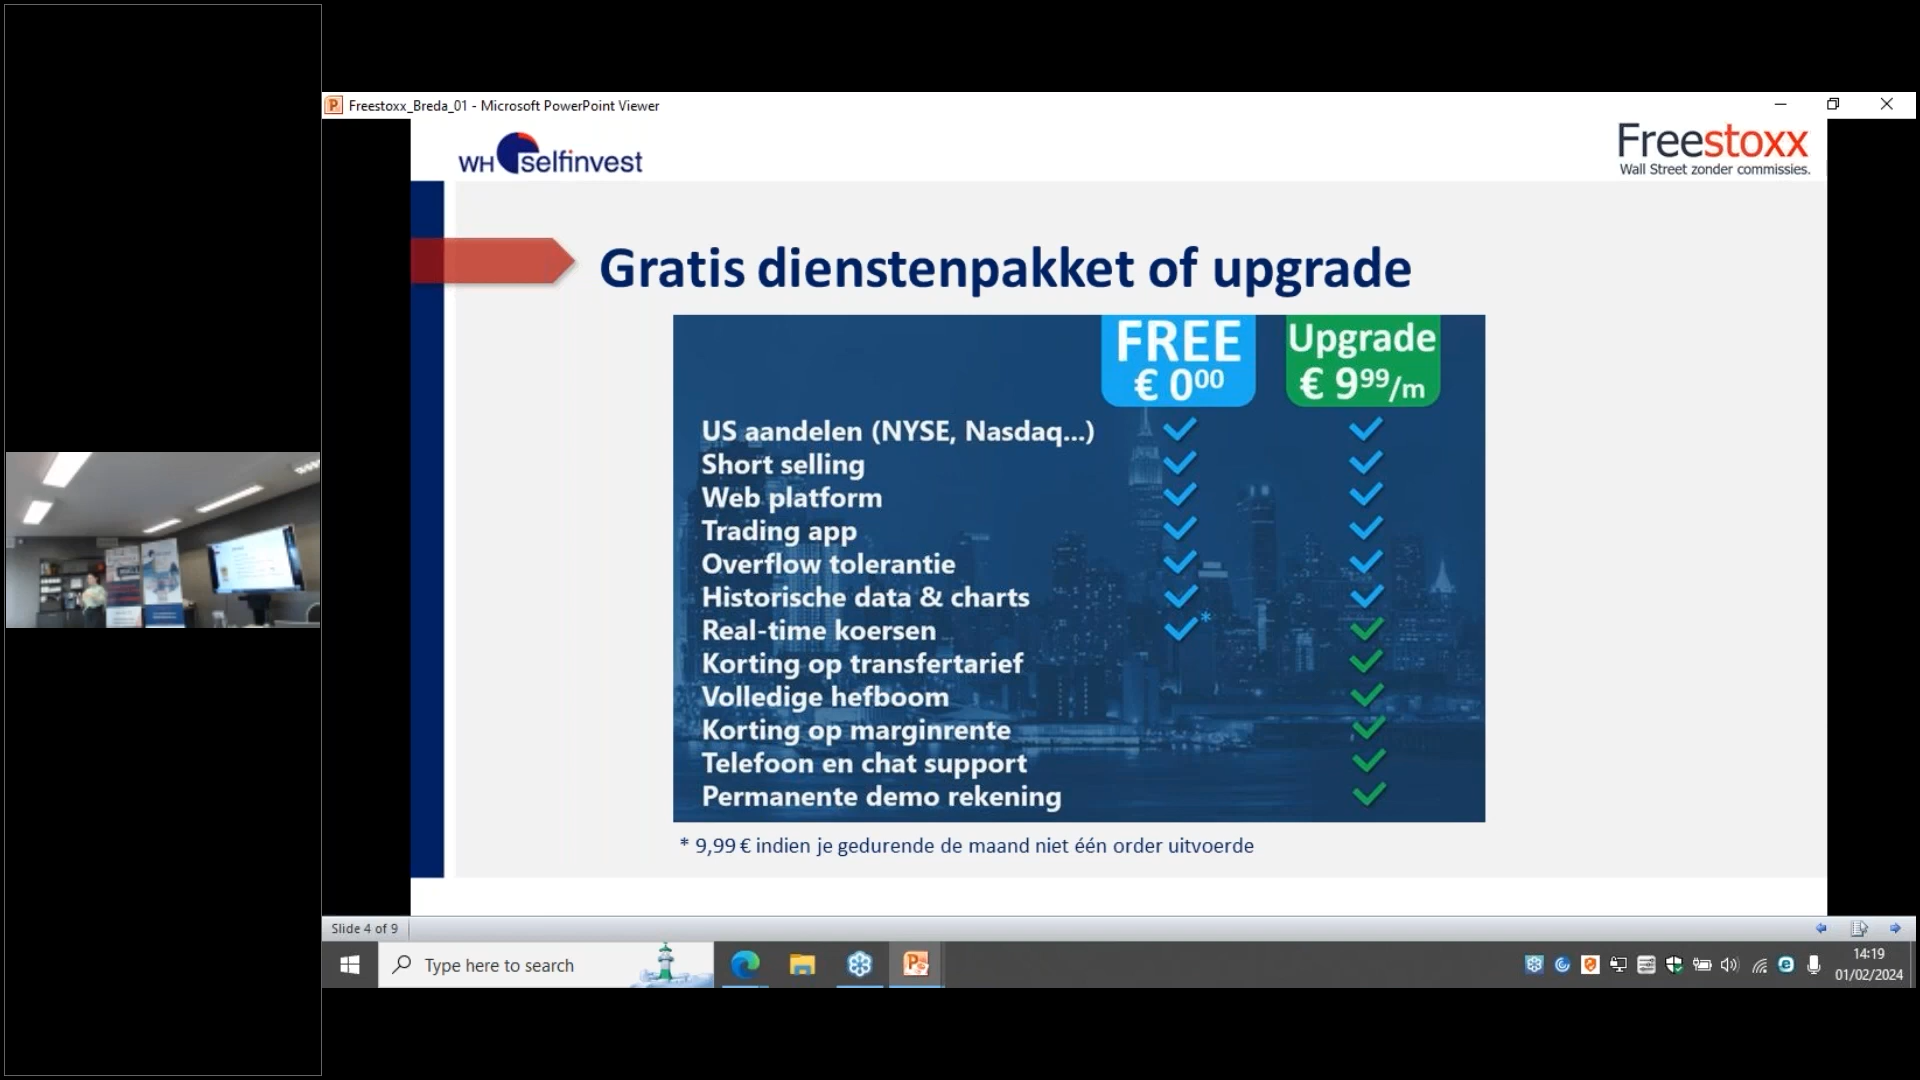 Freestoxx_Breda_01 - Microsoft PowerPoint Viewer
WH selfinvest
Freestoxx
Wall Street zonder commissies.
Gratis dienstenpakket of upgrade
FREE
€ 0⁰⁰
Upgrade
€ 9⁹⁹/m
US aandelen (NYSE, Nasdaq...)
Short selling
Web platform
Trading app
Overflow tolerantie
Historische data & charts
Real-time koersen
*
Korting op transfertarief
Volledige hefboom
Korting op marginrente
Telefoon en chat support
Permanente demo rekening
* 9,99 € indien je gedurende de maand niet één order uitvoerde
Slide 4 of 9
Type here to search
14:19
01/02/2024